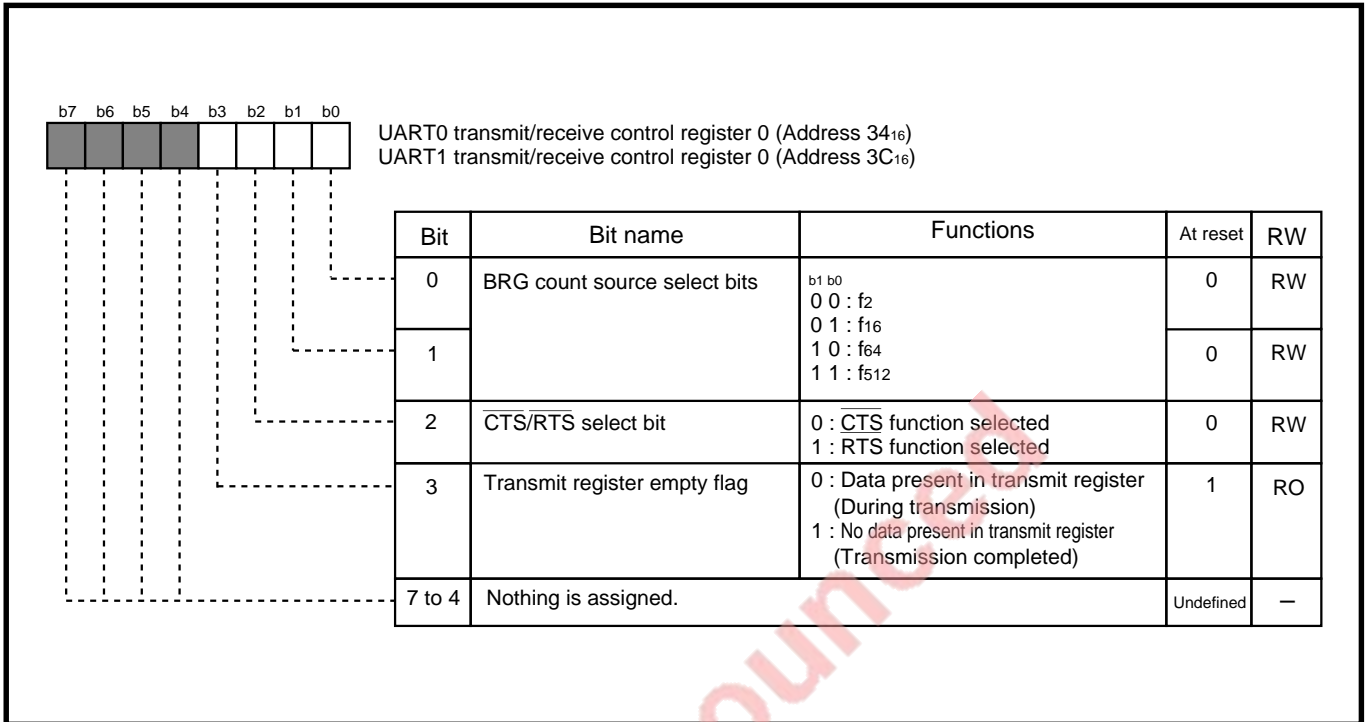 b7 b6 b5 b4 b3 b2 b1 b0
UART0 transmit/receive control register 0 (Address 34₁₆)
UART1 transmit/receive control register 0 (Address 3C₁₆)
Bit Bit name Functions At reset RW
0 BRG count source select bits b1 b0 0 RW
0 0 : f₂
0 1 : f₁₆
1 1 0 : f₆₄ 0 RW
1 1 : f₅₁₂
2 C̅T̅S̅/R̅T̅S̅ select bit 0 : C̅T̅S̅ function selected 0 RW
1 : R̅T̅S̅ function selected
3 Transmit register empty flag 0 : Data present in transmit register 1 RO
(During transmission)
1 : No data present in transmit register
(Transmission completed)
7 to 4 Nothing is assigned. Undefined –
ounced